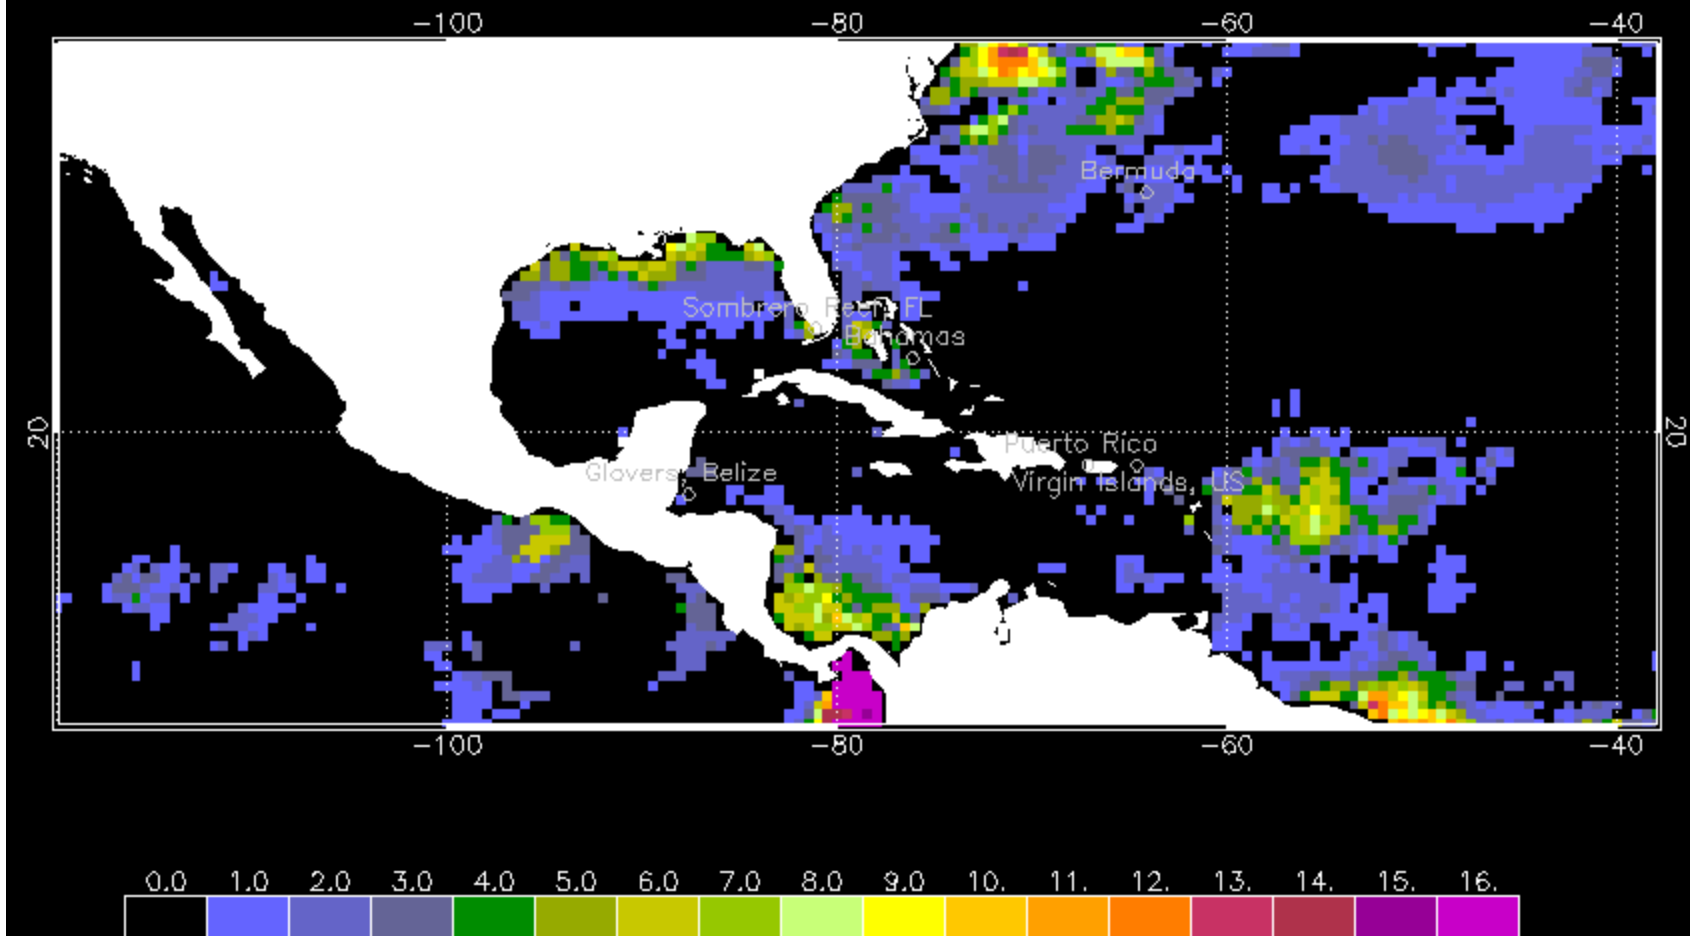 -100 -80 -60 -40
Bermuda
Sombrero Reef, FL
Bahamas
20 20
Puerto Rico
Glovers, Belize
Virgin Islands, US
-100 -80 -60 -40
0.0 1.0 2.0 3.0 4.0 5.0 6.0 7.0 8.0 9.0 10. 11. 12. 13. 14. 15. 16.